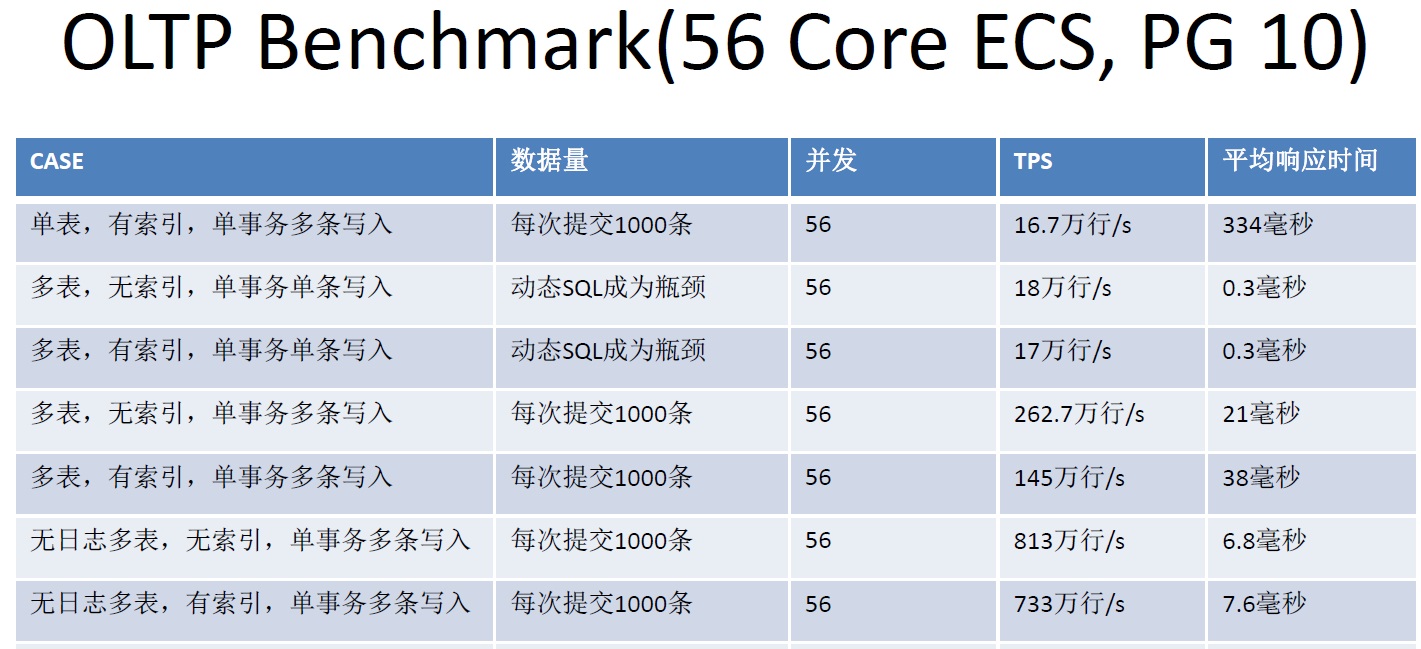 OLTP Benchmark(56 Core ECS, PG 10)
CASE 数据量 并发 TPS 平均响应时间
单表，有索引，单事务多条写入 每次提交1000条 56 16.7万行/s 334毫秒
多表，无索引，单事务单条写入 动态SQL成为瓶颈 56 18万行/s 0.3毫秒
多表，有索引，单事务单条写入 动态SQL成为瓶颈 56 17万行/s 0.3毫秒
多表，无索引，单事务多条写入 每次提交1000条 56 262.7万行/s 21毫秒
多表，有索引，单事务多条写入 每次提交1000条 56 145万行/s 38毫秒
无日志多表，无索引，单事务多条写入 每次提交1000条 56 813万行/s 6.8毫秒
无日志多表，有索引，单事务多条写入 每次提交1000条 56 733万行/s 7.6毫秒